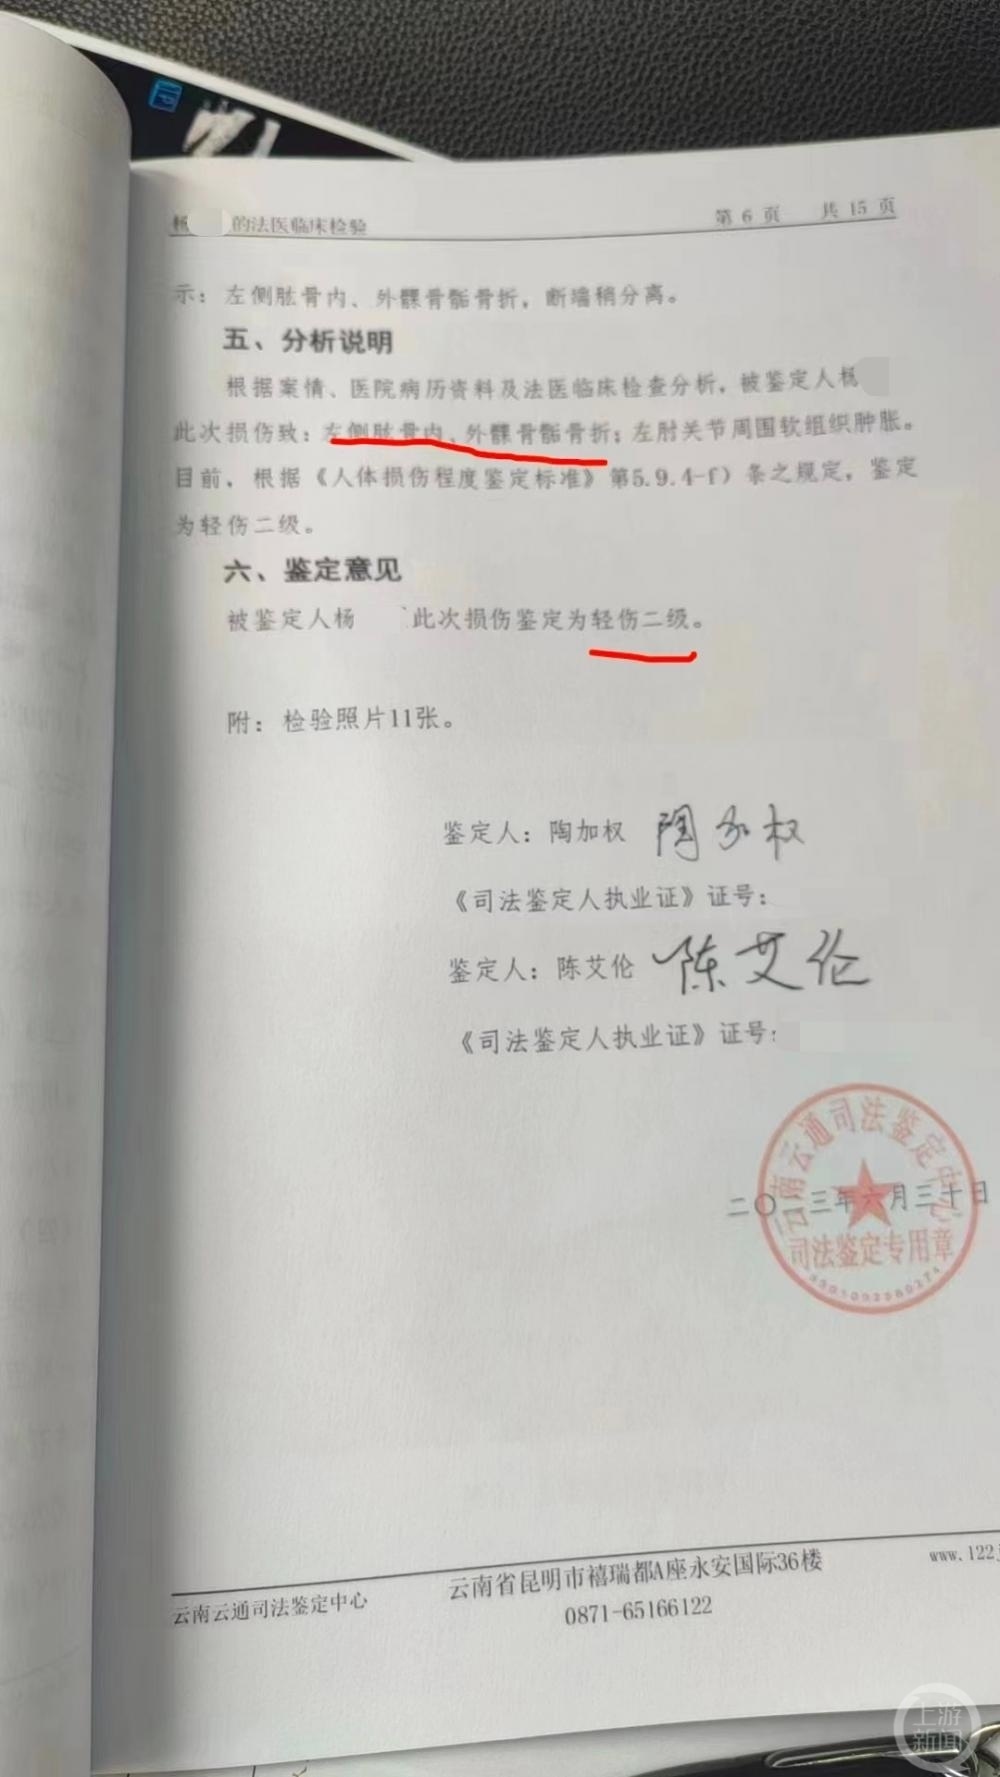 杨 的法医临床检验 第 6 页 共 15 页
示：左侧肱骨内、外髁骨骺骨折，断端稍分离。
五、分析说明
根据案情、医院病历资料及法医临床检查分析，被鉴定人杨
此次损伤致：左侧肱骨内、外髁骨骺骨折；左肘关节周围软组织肿胀。
目前，根据《人体损伤程度鉴定标准》第5.9.4-f）条之规定，鉴定
为轻伤二级。
六、鉴定意见
被鉴定人杨 此次损伤鉴定为轻伤二级。
附：检验照片11张。
鉴定人：陶加权 陶加权
《司法鉴定人执业证》证号：
鉴定人：陈艾伦 陈艾伦
《司法鉴定人执业证》证号：
云南云通司法鉴定中心
二〇二三年六月三十日
司法鉴定专用章
云南云通司法鉴定中心
云南省昆明市禧瑞都A座永安国际36楼
www.122
0871-65166122
上游
新闻